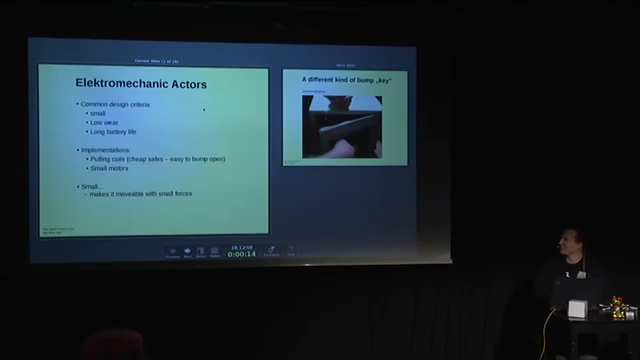 Elektromechanic Actors
• Common design criteria:
• small
• Low wear
• Long battery life
• Implementations:
• Pulling coils (cheap safes – easy to bump open)
• Small motors
• Small...
- makes it moveable with small forces
A different kind of bump „key“
0:00:14